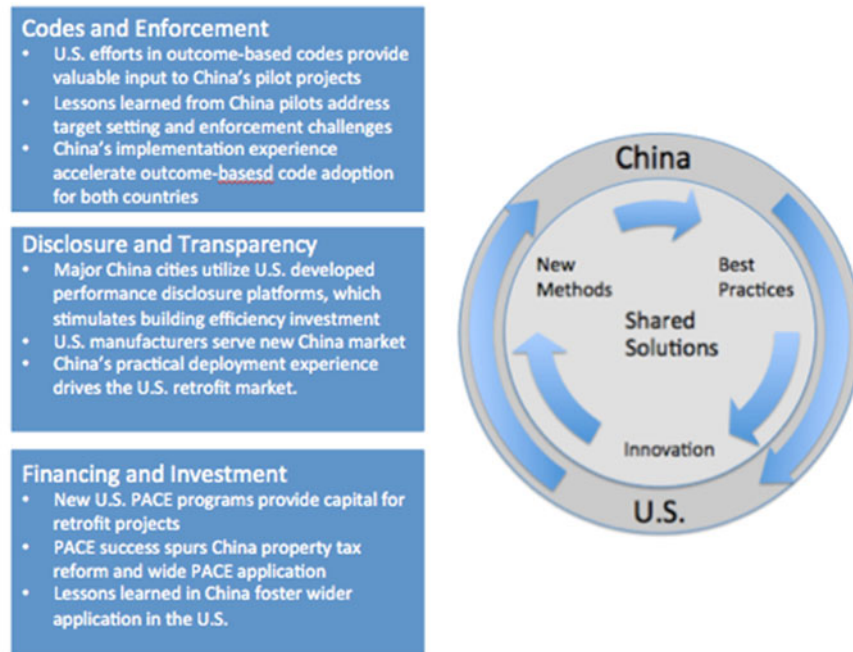 Codes and Enforcement
• U.S. efforts in outcome-based codes provide
valuable input to China's pilot projects
• Lessons learned from China pilots address
target setting and enforcement challenges
• China's implementation experience
accelerate outcome-basesd code adoption
for both countries
Disclosure and Transparency
• Major China cities utilize U.S. developed
performance disclosure platforms, which
stimulates building efficiency investment
• U.S. manufacturers serve new China market
• China's practical deployment experience
drives the U.S. retrofit market.
Financing and Investment
• New U.S. PACE programs provide capital for
retrofit projects
• PACE success spurs China property tax
reform and wide PACE application
• Lessons learned in China foster wider
application in the U.S.
China
New
Methods
Best
Practices
Shared
Solutions
Innovation
U.S.